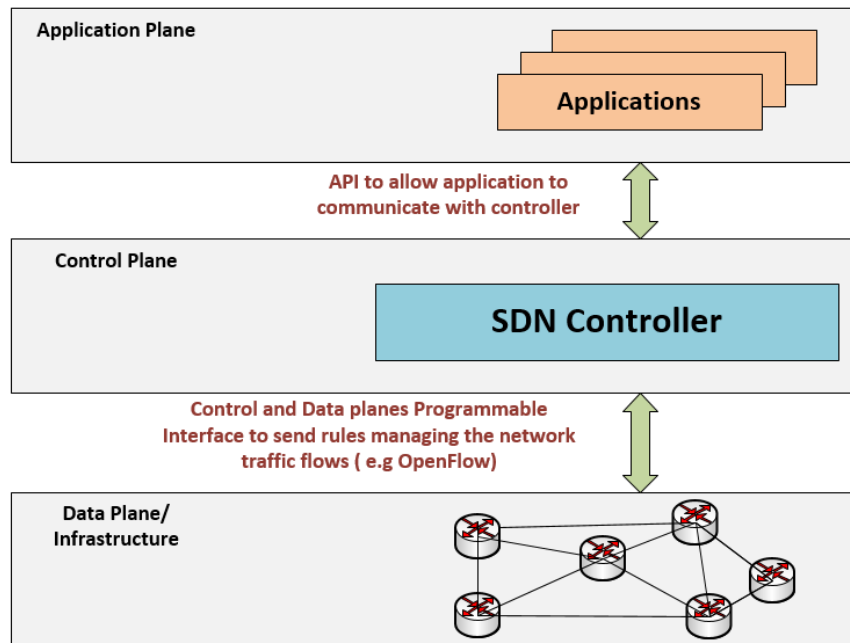 Application Plane
Applications
API to allow application to
communicate with controller
Control Plane
SDN Controller
Control and Data planes Programmable
Interface to send rules managing the network
traffic flows ( e.g OpenFlow)
Data Plane/
Infrastructure